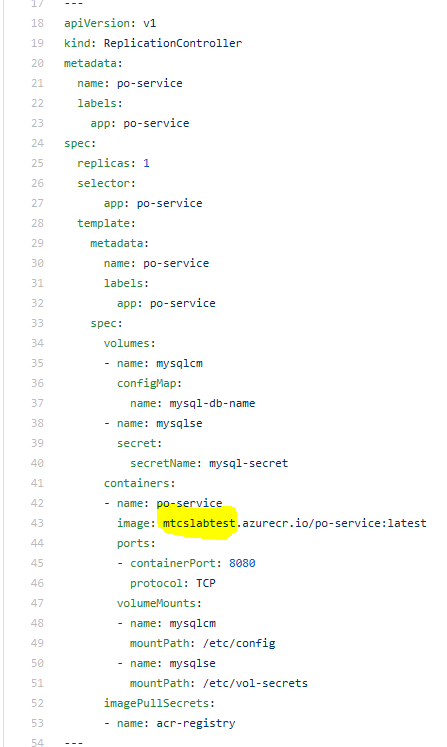 17 ---
18 apiVersion: v1
19 kind: ReplicationController
20 metadata:
21   name: po-service
22   labels:
23     app: po-service
24 spec:
25   replicas: 1
26   selector:
27       app: po-service
28   template:
29     metadata:
30       name: po-service
31       labels:
32         app: po-service
33     spec:
34       volumes:
35       - name: mysqlcm
36         configMap:
37           name: mysql-db-name
38       - name: mysqlse
39         secret:
40           secretName: mysql-secret
41       containers:
42       - name: po-service
43         image: mtcslabtest.azurecr.io/po-service:latest
44         ports:
45         - containerPort: 8080
46           protocol: TCP
47         volumeMounts:
48         - name: mysqlcm
49           mountPath: /etc/config
50         - name: mysqlse
51           mountPath: /etc/vol-secrets
52       imagePullSecrets:
53       - name: acr-registry
54 ---